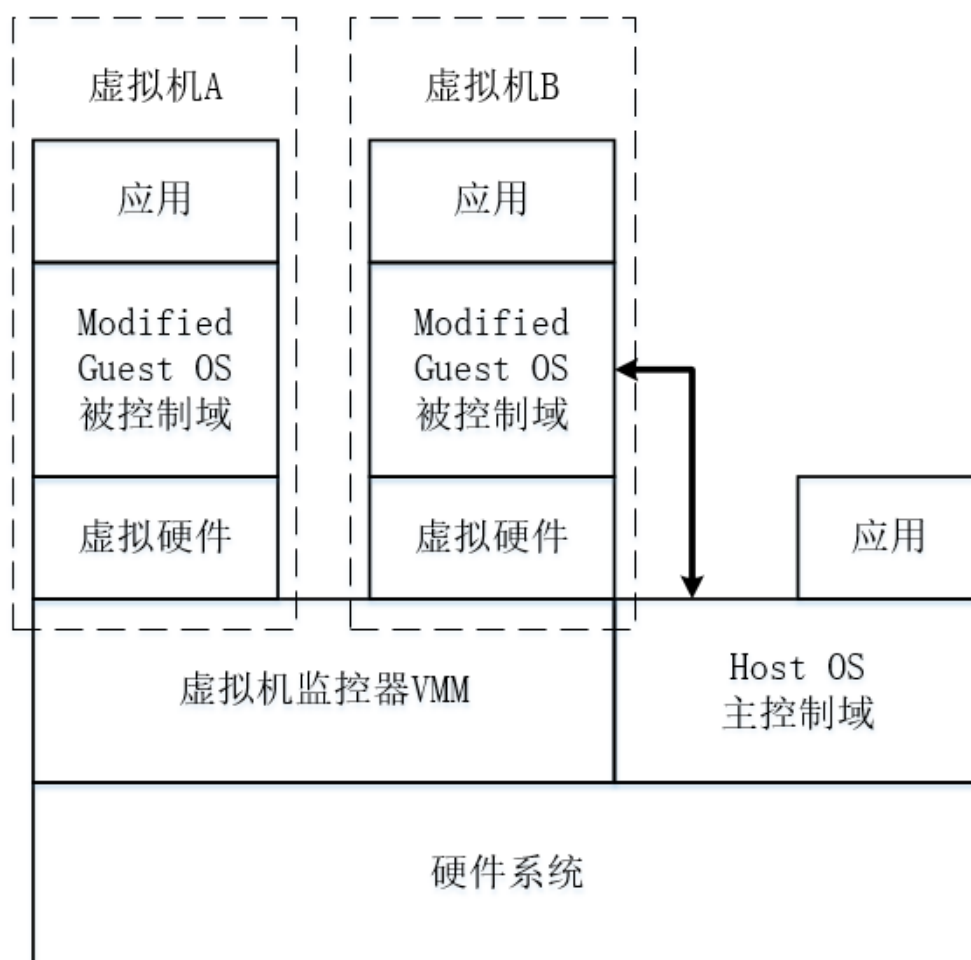 虚拟机A
应用
Modified
Guest OS
被控制域
虚拟硬件
虚拟机B
应用
Modified
Guest OS
被控制域
虚拟硬件
应用
虚拟机监控器VMM
Host OS
主控制域
硬件系统